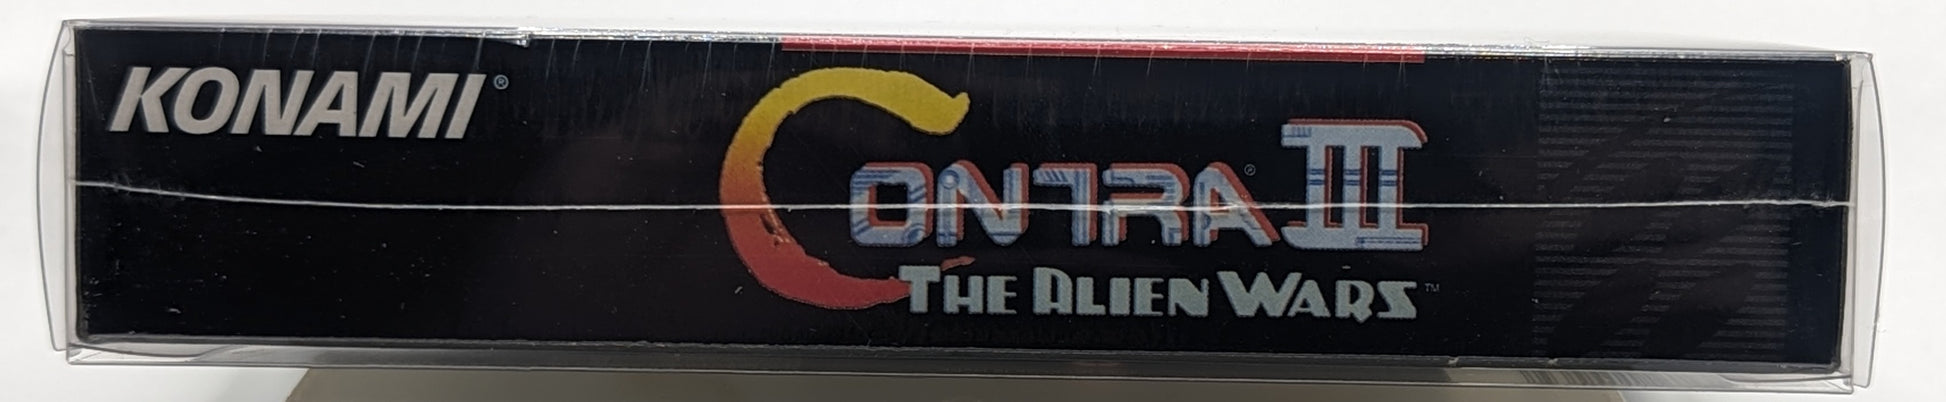 KONAMI®
CONTRA® III
THE ALIEN WARS™